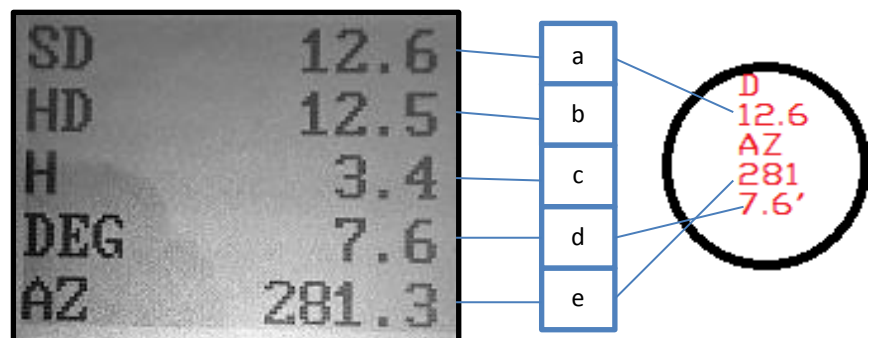 SD 12.6
HD 12.5
H 3.4
DEG 7.6
AZ 281.3
a
b
c
d
e
D
12.6
AZ
281
7.6′